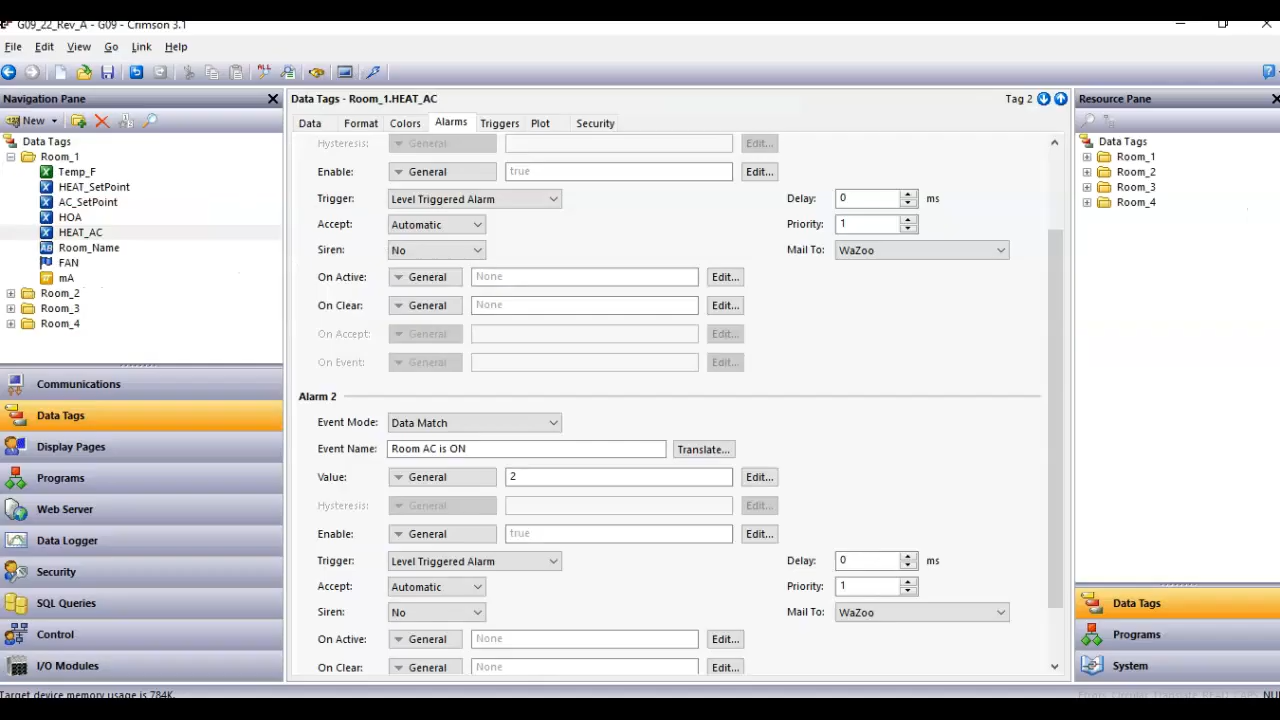 G09_22_Rev_A - G09 - Crimson 3.1
File Edit View Go Link Help
Navigation Pane
New
Data Tags
Room_1
Temp_F
HEAT_SetPoint
AC_SetPoint
HOA
HEAT_AC
Room_Name
FAN
mA
Room_2
Room_3
Room_4
Communications
Data Tags
Display Pages
Programs
Web Server
Data Logger
Security
SQL Queries
Control
I/O Modules
Data Tags - Room_1.HEAT_AC Tag 2
Data Format Colors Alarms Triggers Plot Security
Hysteresis: General Edit...
Enable: General true Edit...
Trigger: Level Triggered Alarm Delay: 0 ms
Accept: Automatic Priority: 1
Siren: No Mail To: WaZoo
On Active: General None Edit...
On Clear: General None Edit...
On Accept: General Edit...
On Event: General Edit...
Alarm 2
Event Mode: Data Match
Event Name: Room AC is ON Translate...
Value: General 2 Edit...
Hysteresis: General Edit...
Enable: General true Edit...
Trigger: Level Triggered Alarm Delay: 0 ms
Accept: Automatic Priority: 1
Siren: No Mail To: WaZoo
On Active: General None Edit...
On Clear: General None Edit...
Resource Pane
Data Tags
Room_1
Room_2
Room_3
Room_4
Data Tags
Programs
System
Target device memory usage is 784K.